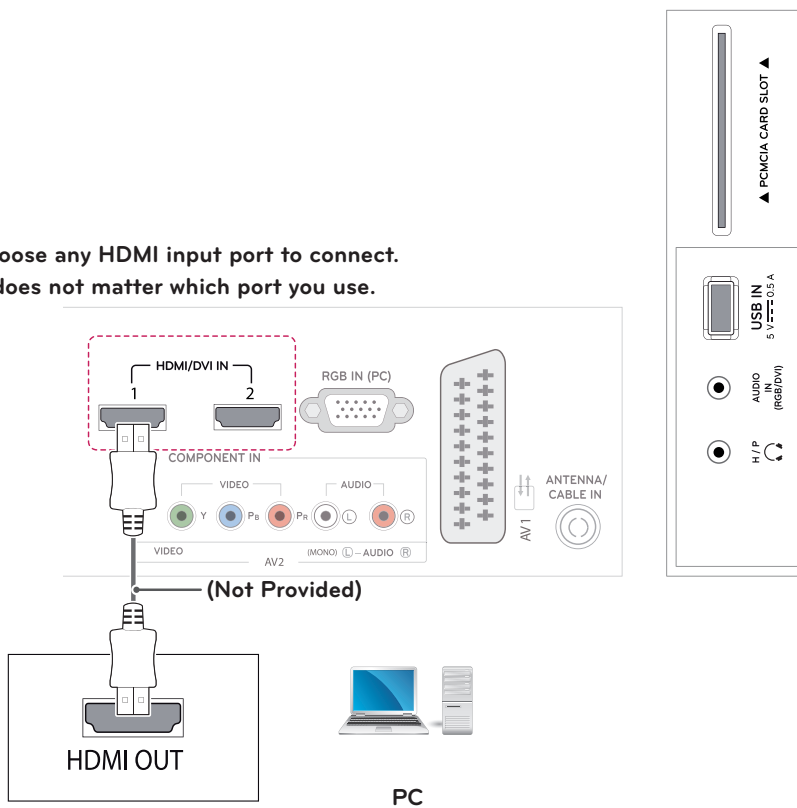 oose any HDMI input port to connect.
does not matter which port you use.
HDMI/DVI IN
1 2
RGB IN (PC)
COMPONENT IN
VIDEO AUDIO
Y PB PR L R
VIDEO (MONO) L – AUDIO R
AV2
AV1
ANTENNA/
CABLE IN
(Not Provided)
HDMI OUT
PC
▲ PCMCIA CARD SLOT ▲
USB IN
5 V 0.5 A
AUDIO
IN
(RGB/DVI)
H / P